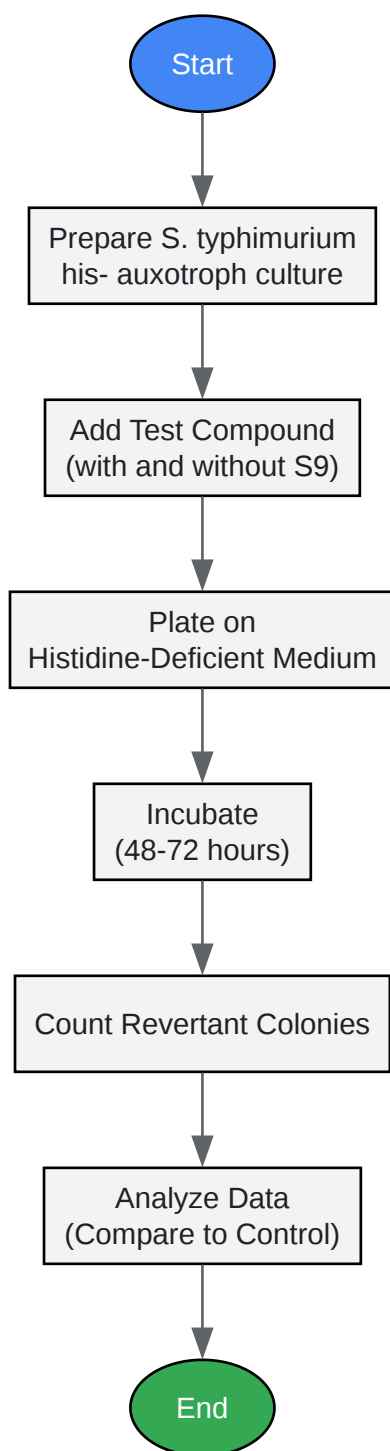 Start
Prepare S. typhimurium
his- auxotroph culture
Add Test Compound
(with and without S9)
Plate on
Histidine-Deficient Medium
Incubate
(48-72 hours)
Count Revertant Colonies
Analyze Data
(Compare to Control)
End